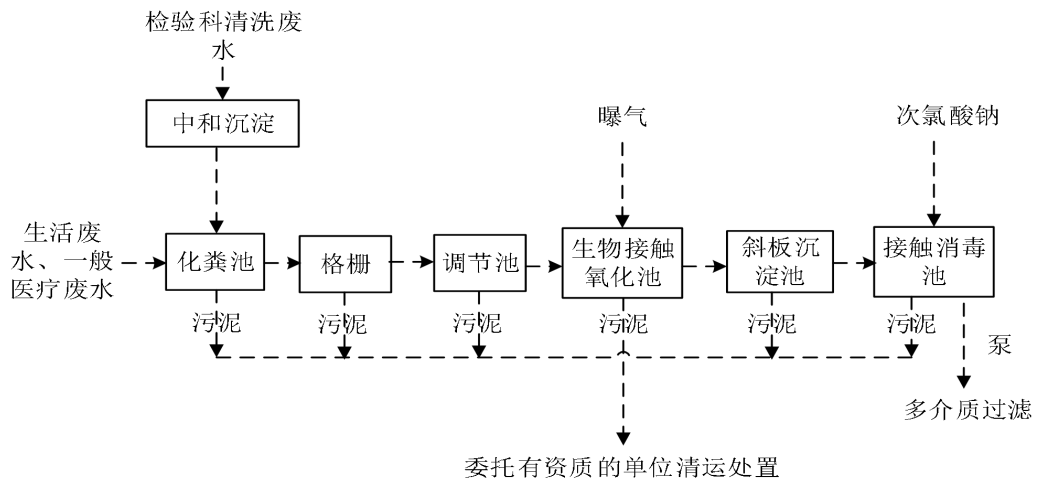 检验科清洗废
水
中和沉淀
曝气
次氯酸钠
生活废
水、一般
医疗废水
化粪池
格栅
调节池
生物接触
氧化池
斜板沉
淀池
接触消毒
池
污泥
污泥
污泥
污泥
污泥
污泥
泵
多介质过滤
委托有资质的单位清运处置